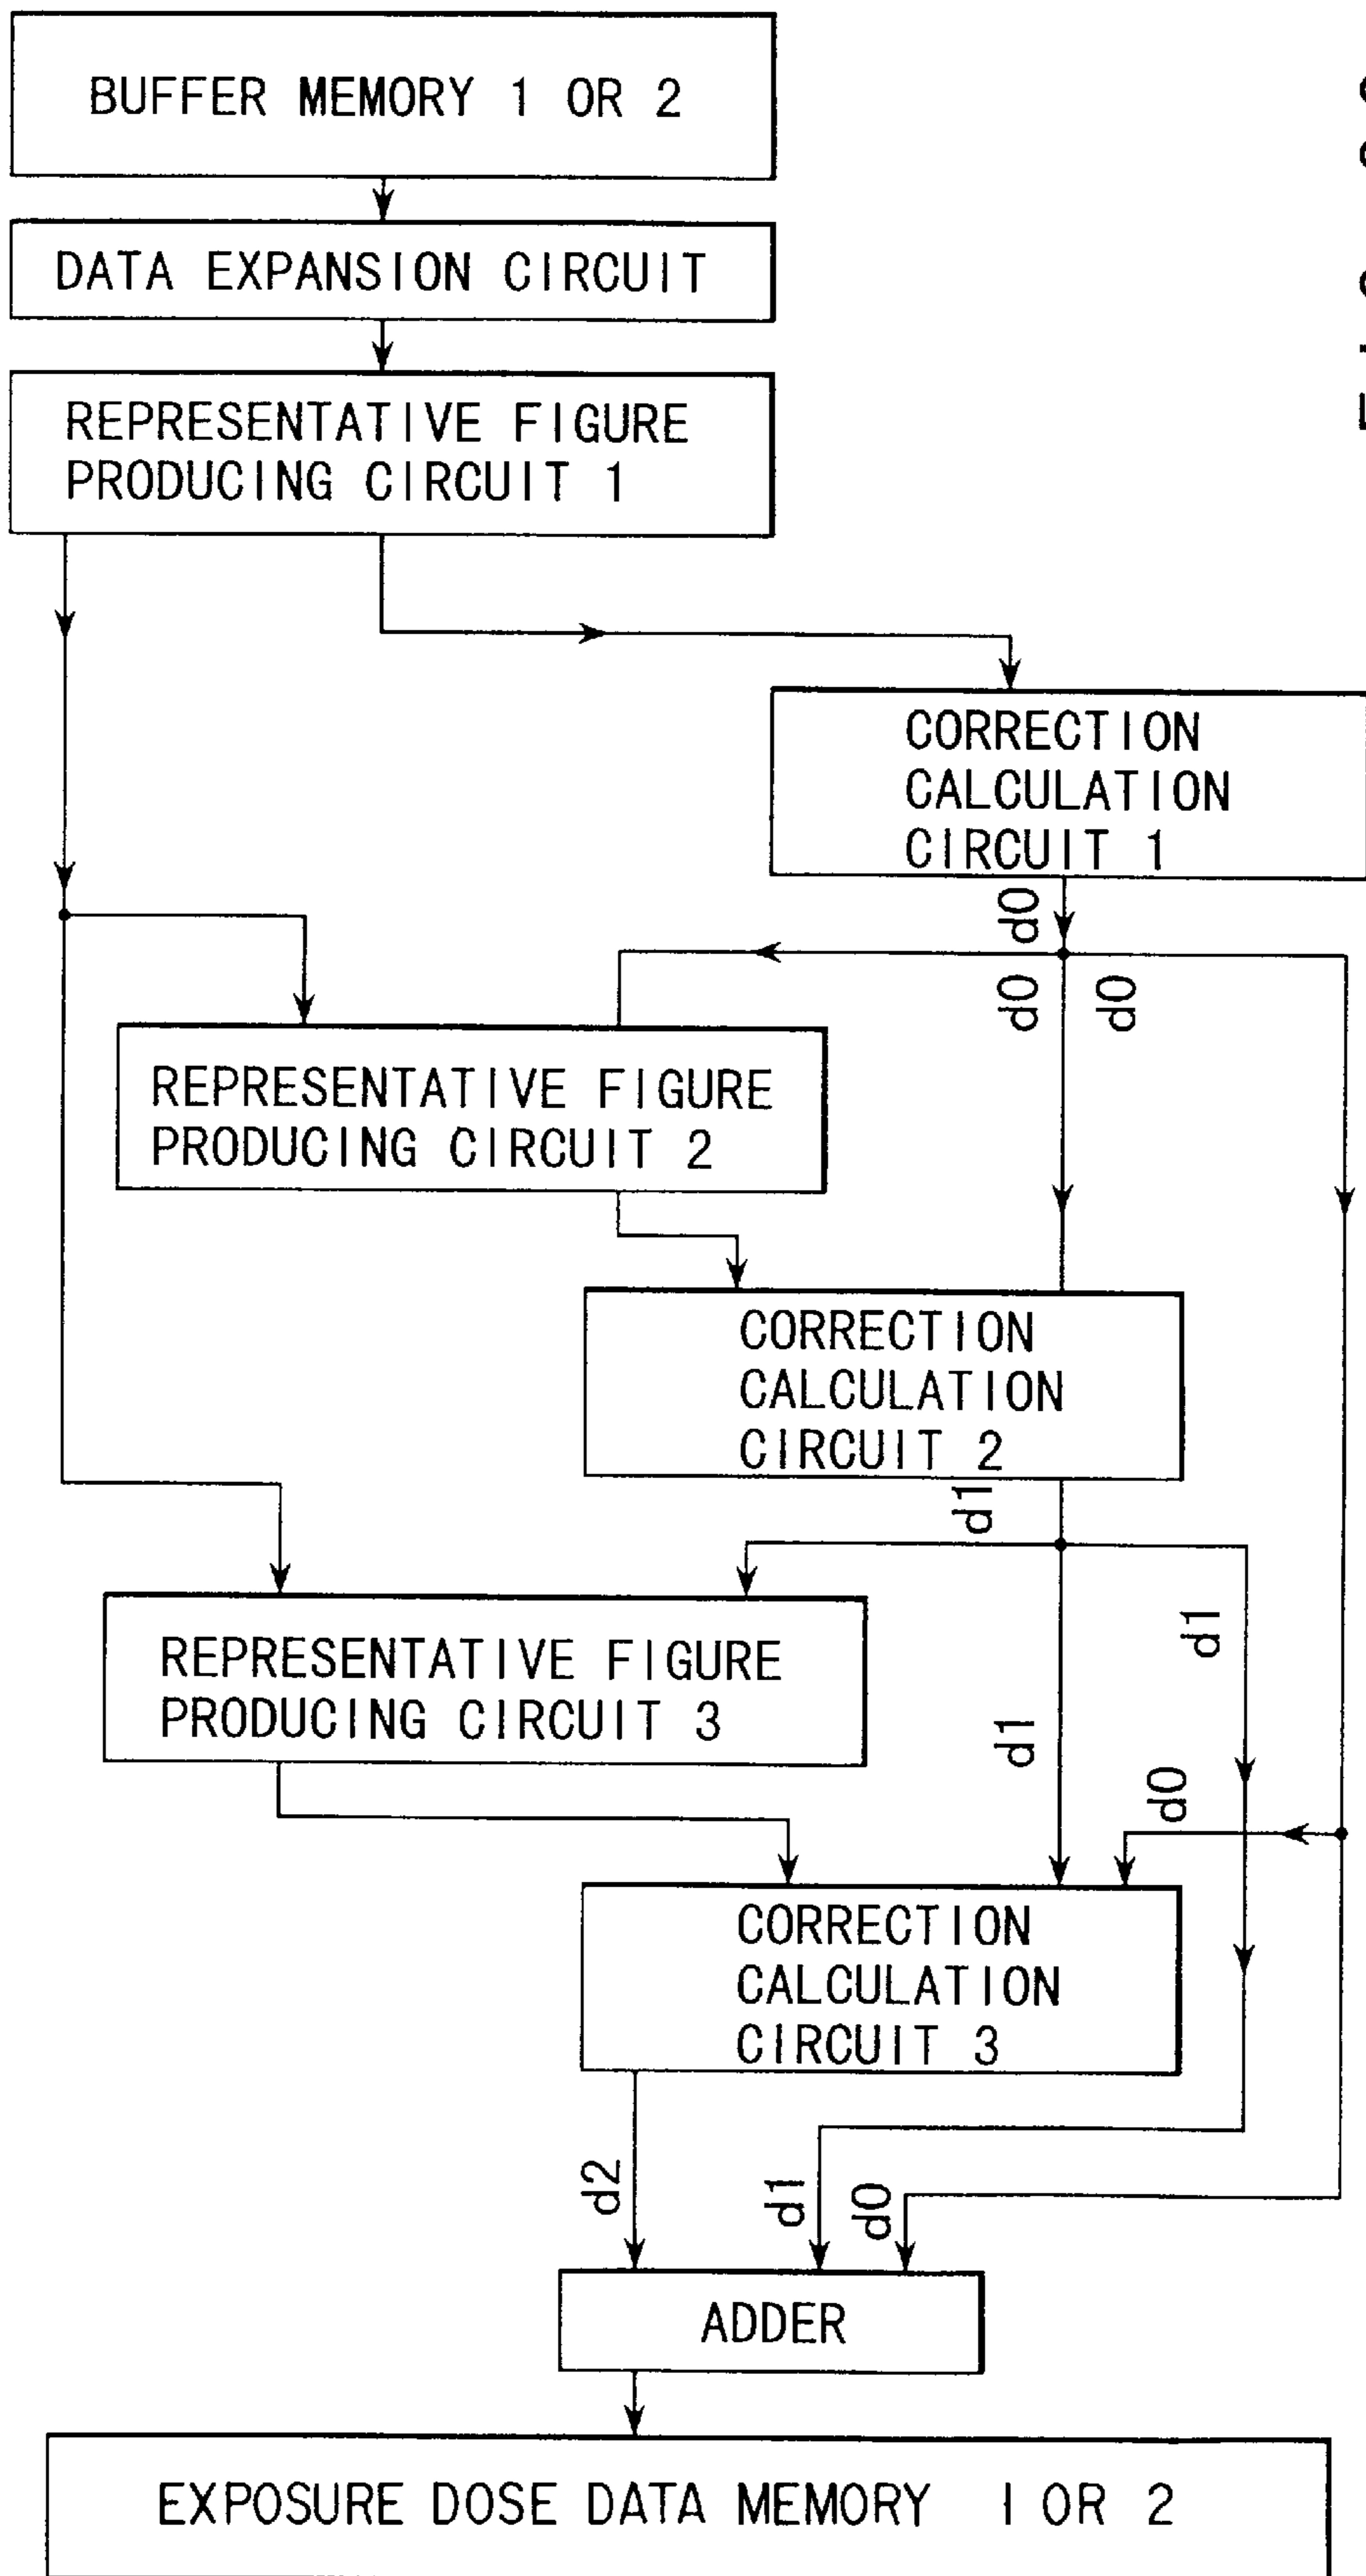 BUFFER MEMORY 1 OR 2
DATA EXPANSION CIRCUIT
REPRESENTATIVE FIGURE
PRODUCING CIRCUIT 1
CORRECTION
CALCULATION
CIRCUIT 1
d0
d0
d0
REPRESENTATIVE FIGURE
PRODUCING CIRCUIT 2
CORRECTION
CALCULATION
CIRCUIT 2
d1
d1
REPRESENTATIVE FIGURE
PRODUCING CIRCUIT 3
d1
d0
CORRECTION
CALCULATION
CIRCUIT 3
d2
d1
d0
ADDER
EXPOSURE DOSE DATA MEMORY 1 OR 2